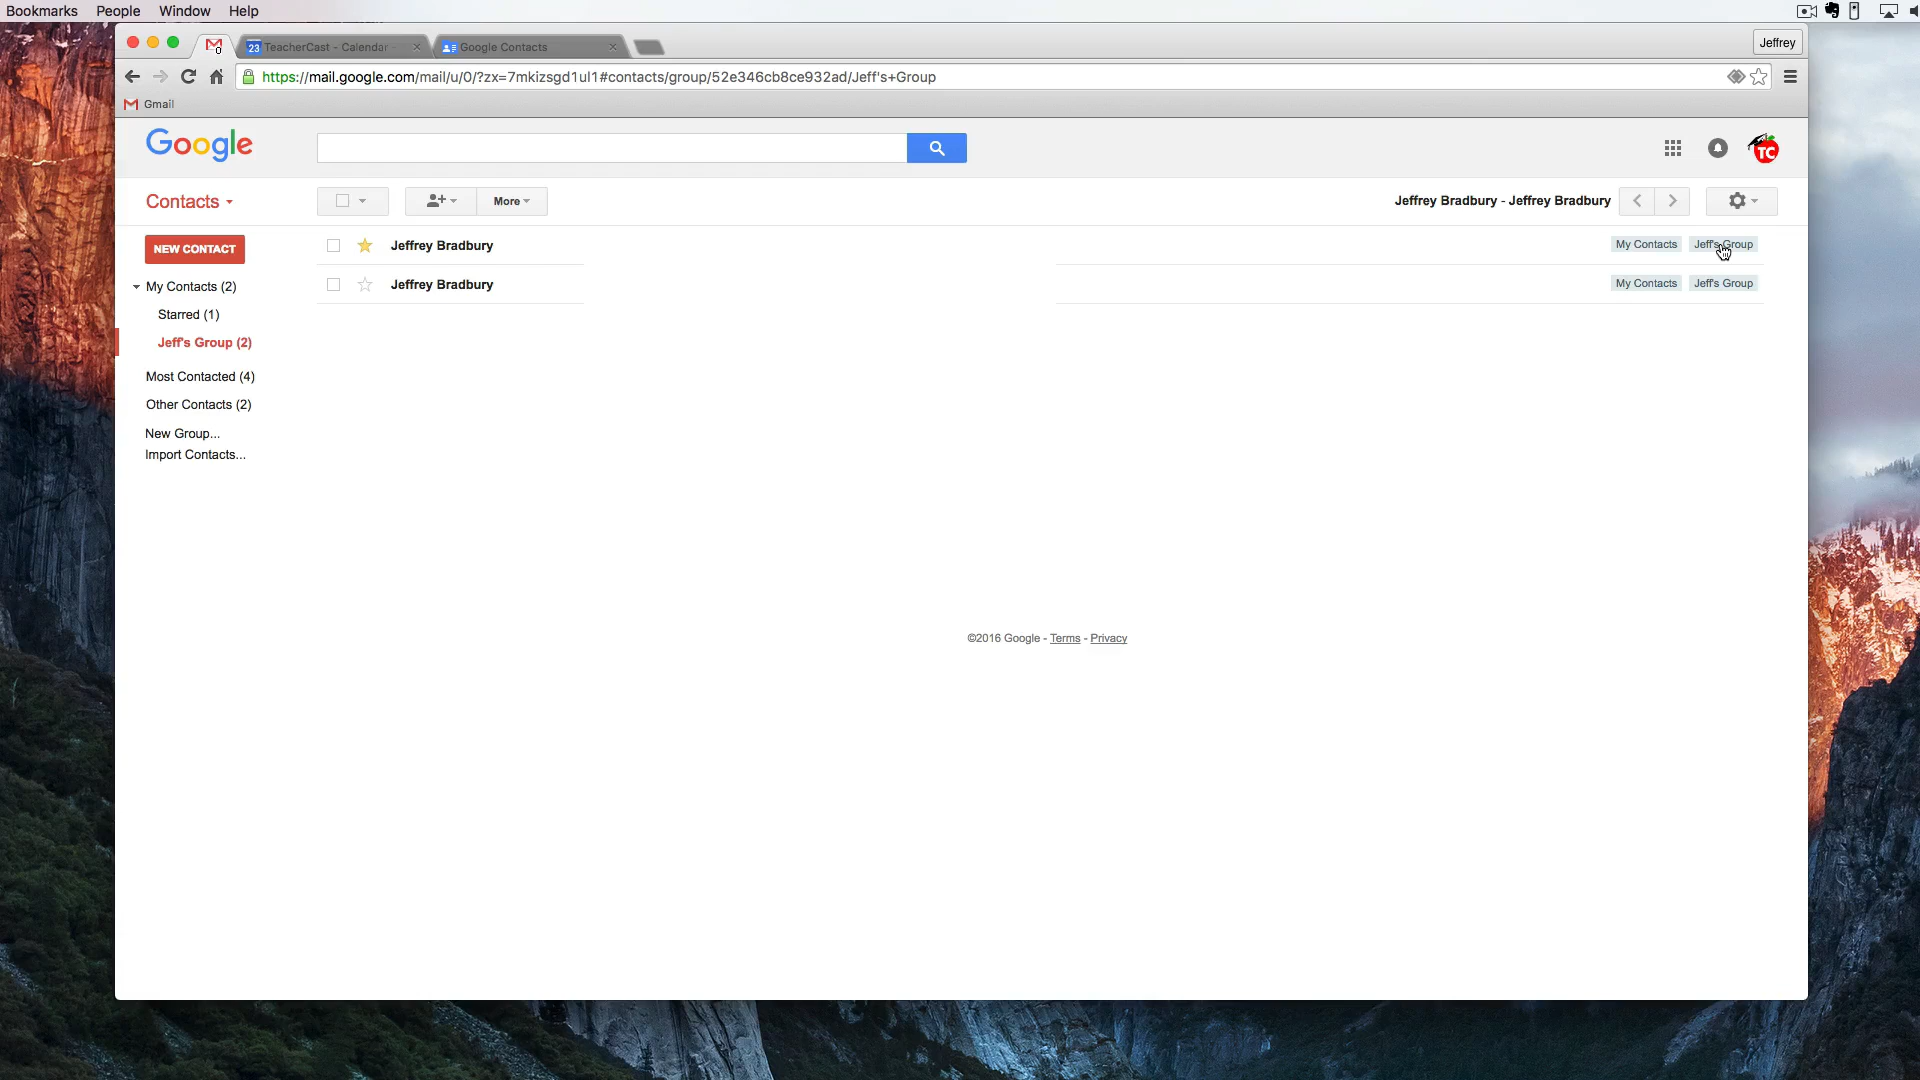 Bookmarks People Window Help
0 23 TeacherCast - Calendar Google Contacts Jeffrey
https://mail.google.com/mail/u/0/?zx=7mkizsgd1ul1#contacts/group/52e346cb8ce932ad/Jeff's+Group
Gmail
Google TC
Contacts More Jeffrey Bradbury - Jeffrey Bradbury
NEW CONTACT
Jeffrey Bradbury My Contacts Jeff's Group
Jeffrey Bradbury My Contacts Jeff's Group
My Contacts (2)
Starred (1)
Jeff's Group (2)
Most Contacted (4)
Other Contacts (2)
New Group...
Import Contacts...
©2016 Google - Terms - Privacy